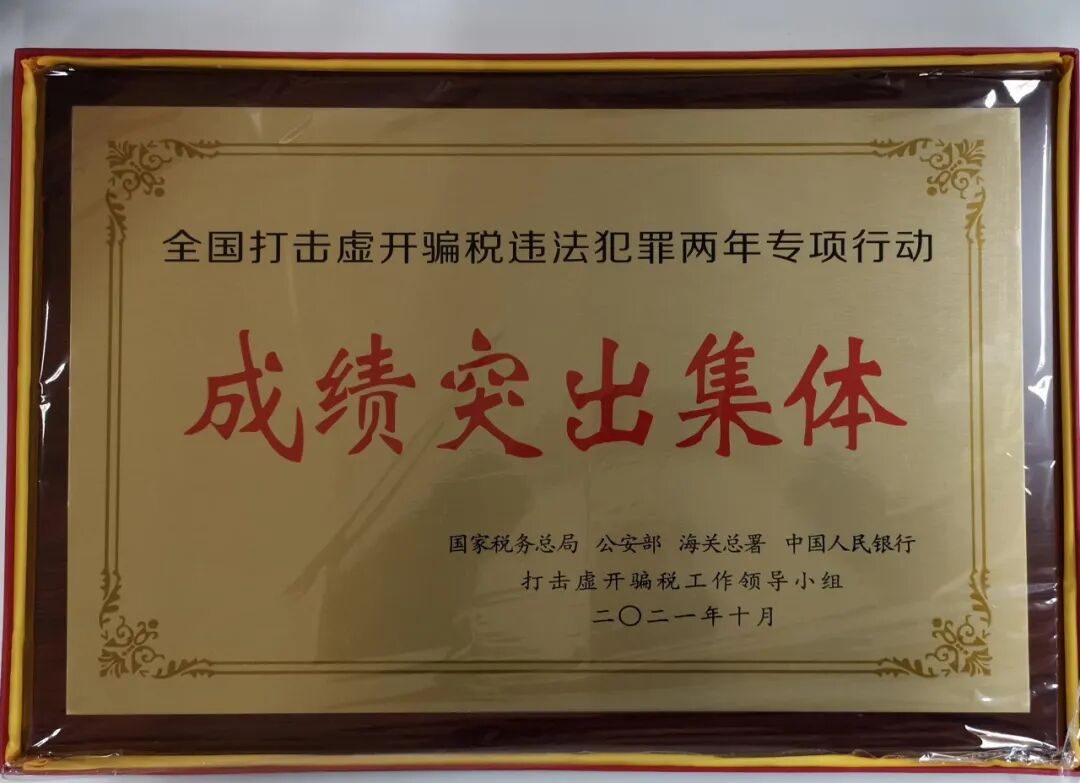 全国打击虚开骗税违法犯罪两年专项行动
成绩突出集体
国家税务总局 公安部 海关总署 中国人民银行
打击虚开骗税工作领导小组
二〇二一年十月